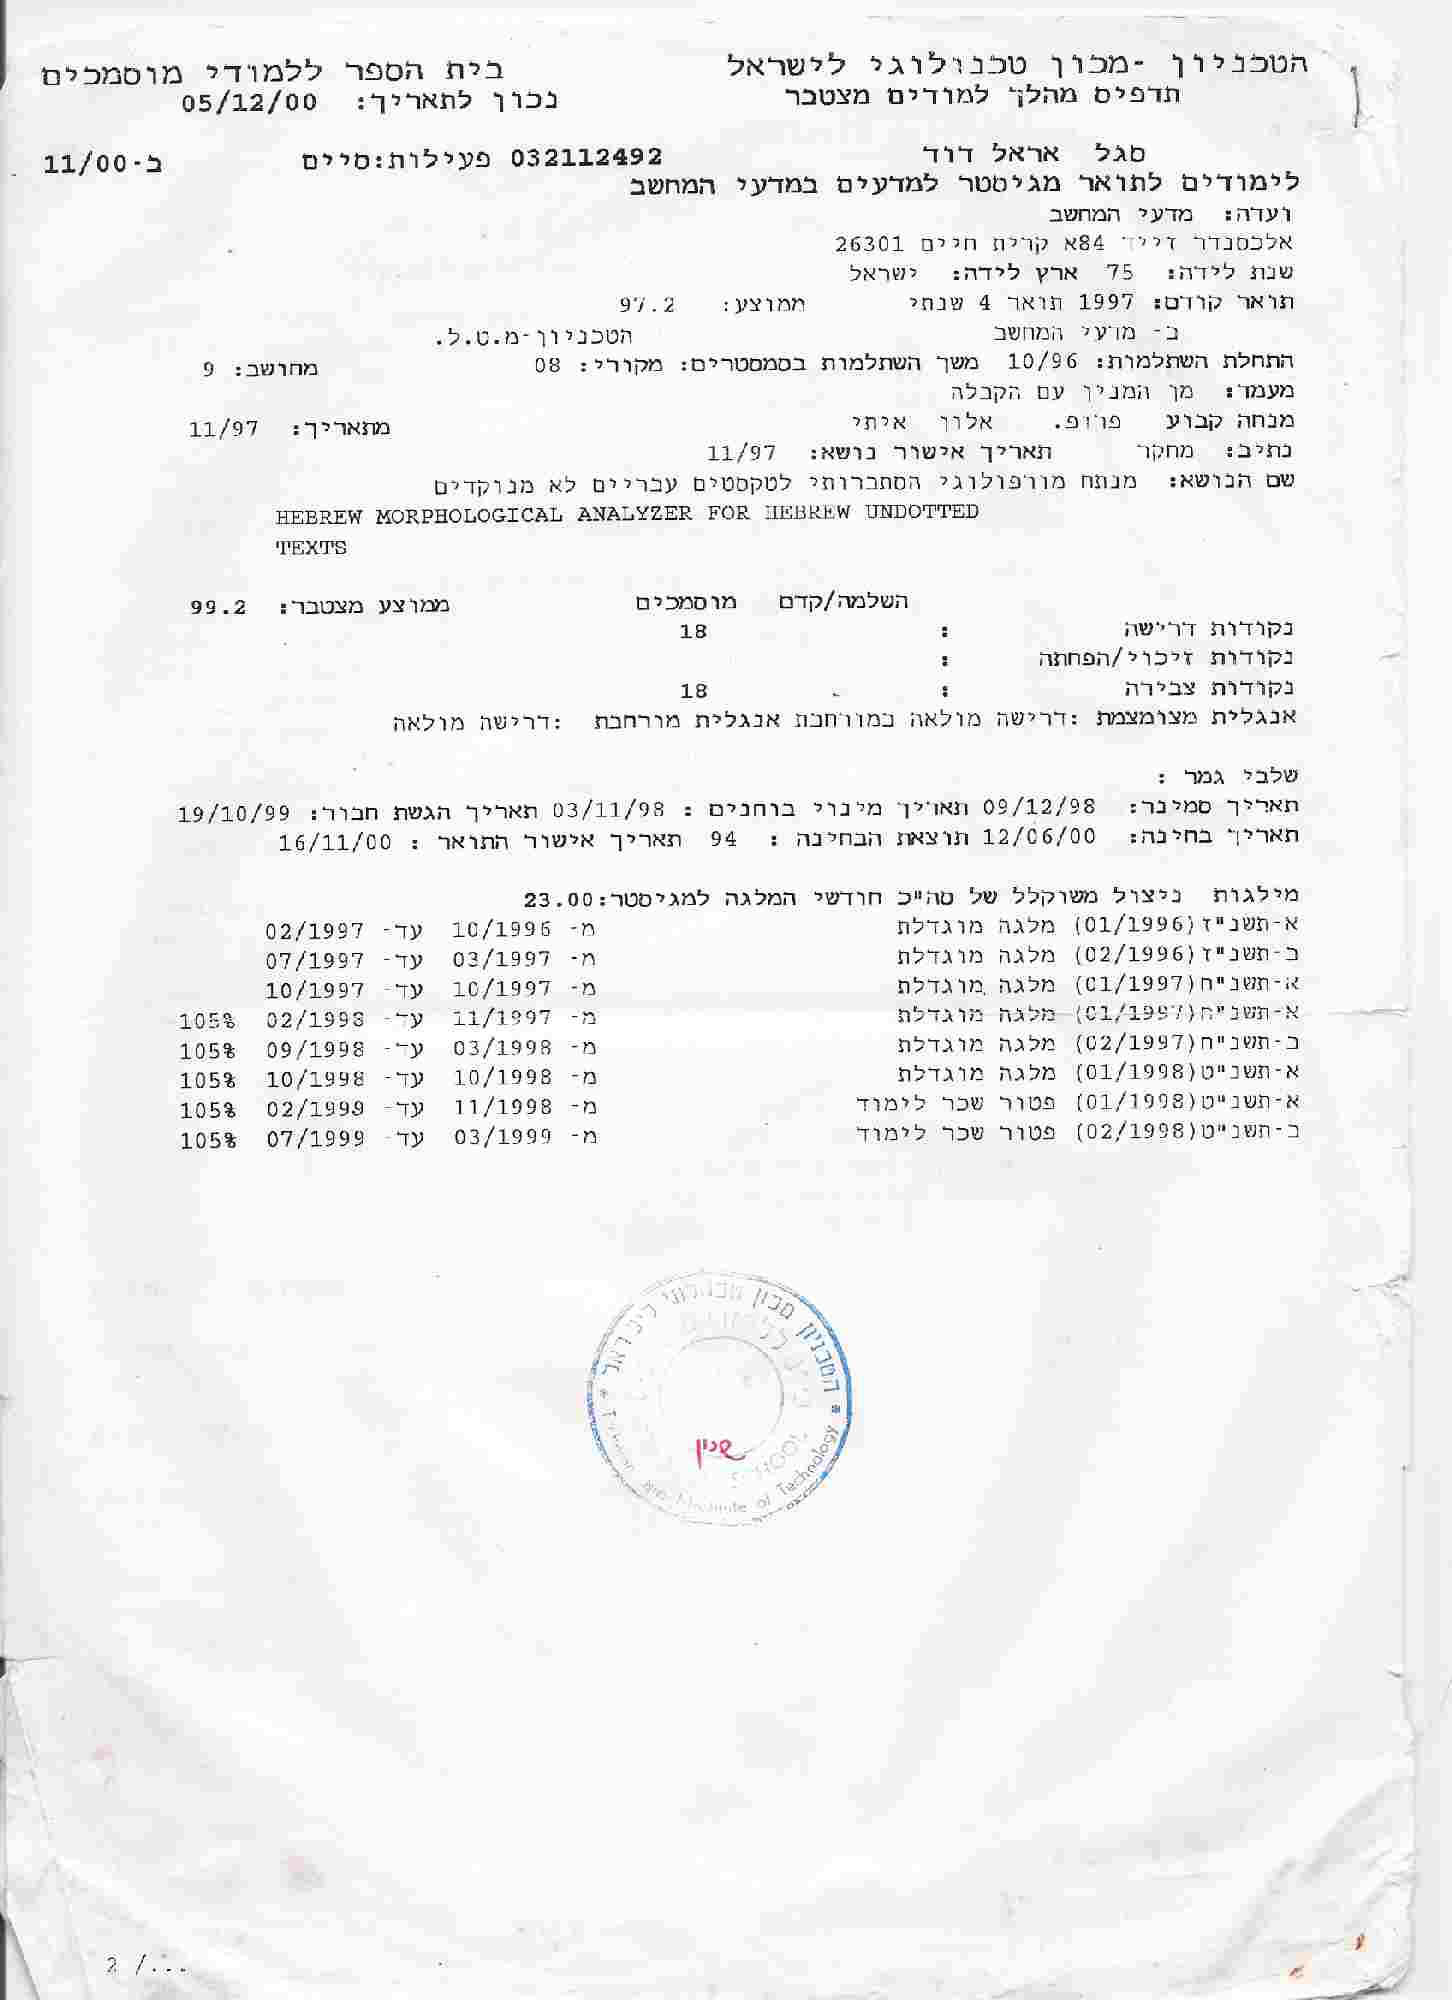 הטכניון -מכון טכנולוגי לישראל בית הספר ללמודי מוסמכים
תדפיס מהלך למודים מצטבר נכון לתאריך: 05/12/00
סגל אראל דוד 032112492 פעילות:סיים ב-11/00
לימודים לתואר מגיסטר למדעים במדעי המחשב
ועדה: מדעי המחשב
אלכסנדר זייד 84א קרית חיים 26301
שנת לידה: 75 ארץ לידה: ישראל
תואר קודם: 1997 תואר 4 שנתי ממוצע: 97.2
ב- מדעי המחשב הטכניון-מ.ט.ל.
התחלת השתלמות: 10/96 משך השתלמות בסמסטרים: מקורי: 08 מחושב: 9
מעמד: מן המנין עם הקבלה
מנחה קבוע פרופ. אלון איתי מתאריך: 11/97
נתיב: מחקר תאריך אישור נושא: 11/97
שם הנושא: מנתח מורפולוגי הסתברותי לטקסטים עבריים לא מנוקדים
HEBREW MORPHOLOGICAL ANALYZER FOR HEBREW UNDOTTED
TEXTS
השלמה/קדם מוסמכים ממוצע מצטבר: 99.2
נקודות דרישה : 18
נקודות זיכוי/הפחתה :
נקודות צבירה : 18
אנגלית מצומצמת :דרישה מולאה במורחבת אנגלית מורחבת :דרישה מולאה
שלבי גמר :
תאריך סמינר: 09/12/98 תאריך מינוי בוחנים : 03/11/98 תאריך הגשת חבור: 19/10/99
תאריך בחינה: 12/06/00 תוצאת הבחינה : 94 תאריך אישור התואר : 16/11/00
מילגות ניצול משוקלל של סה"כ חודשי המלגה למגיסטר:23.00
א-תשנ"ז(01/1996) מלגה מוגדלת מ- 10/1996 עד- 02/1997
ב-תשנ"ז(02/1996) מלגה מוגדלת מ- 03/1997 עד- 07/1997
א-תשנ"ח(01/1997) מלגה מוגדלת מ- 10/1997 עד- 10/1997
א-תשנ"ח(01/1997) מלגה מוגדלת מ- 11/1997 עד- 02/1998 105%
ב-תשנ"ח(02/1997) מלגה מוגדלת מ- 03/1998 עד- 09/1998 105%
א-תשנ"ט(01/1998) מלגה מוגדלת מ- 10/1998 עד- 10/1998 105%
א-תשנ"ט(01/1998) פטור שכר לימוד מ- 11/1998 עד- 02/1999 105%
ב-תשנ"ט(02/1998) פטור שכר לימוד מ- 03/1999 עד- 07/1999 105%
הטכניון מכון טכנולוגי לישראל
SCHOOL
Institute of Technology
2 /...